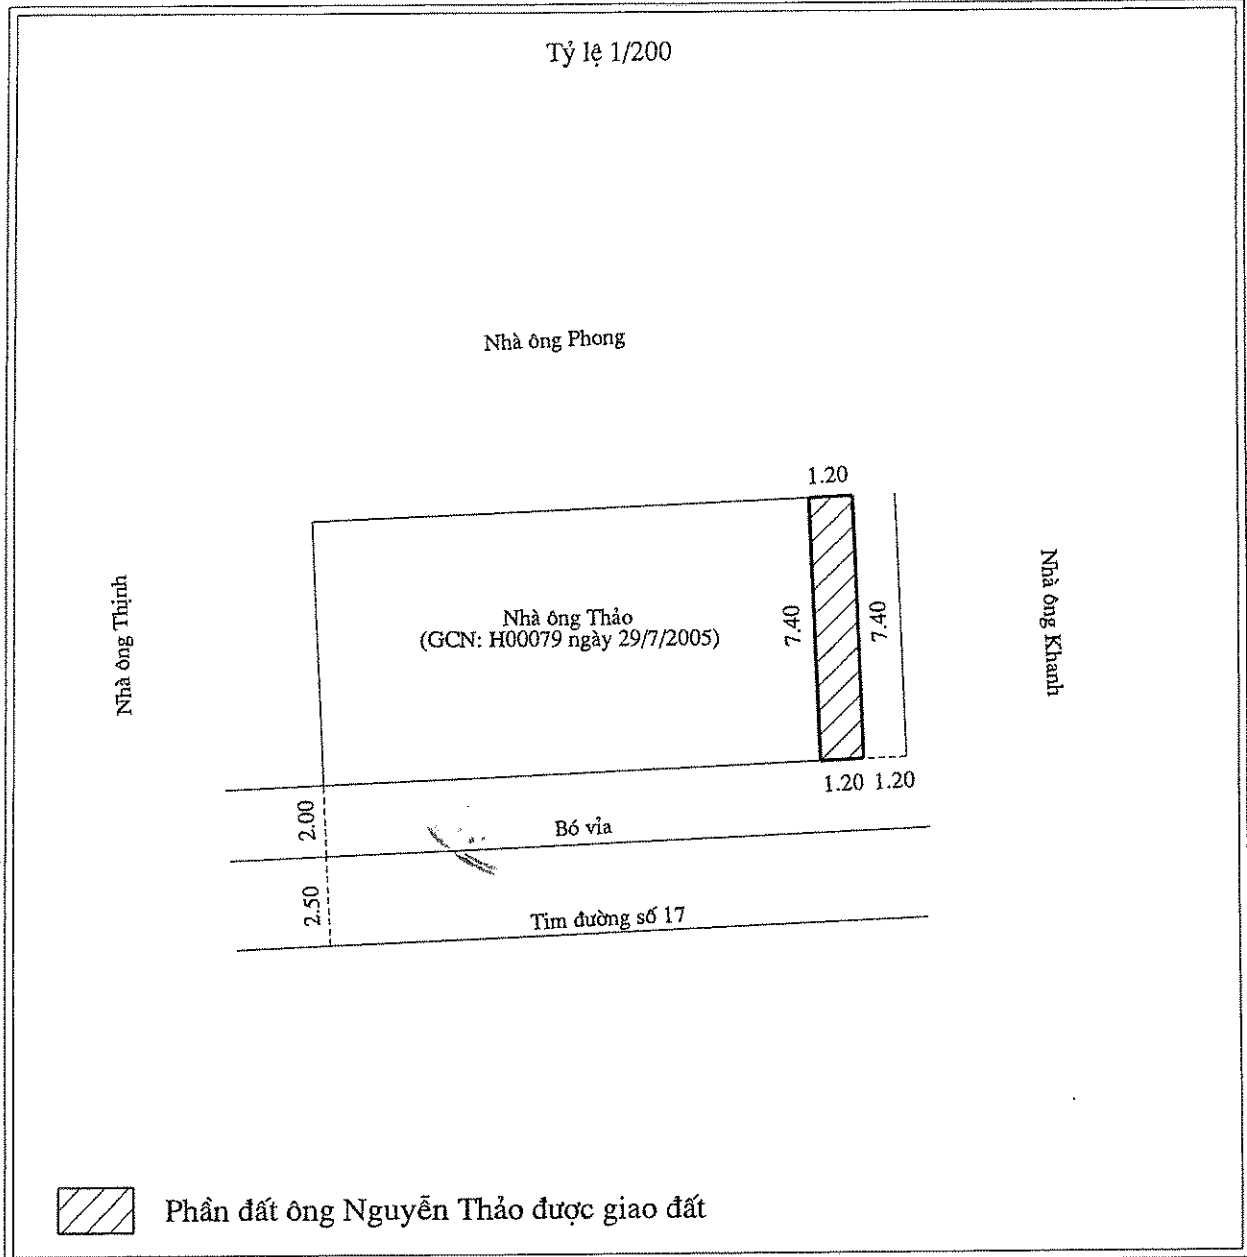 Tỷ lệ 1/200
Nhà ông Phong
1.20
Nhà ông Thịnh
Nhà ông Thảo
(GCN: H00079 ngày 29/7/2005)
7.40
7.40
Nhà ông Khanh
1.20 1.20
2.00
Bó vỉa
2.50
Tim đường số 17
Phần đất ông Nguyễn Thảo được giao đất